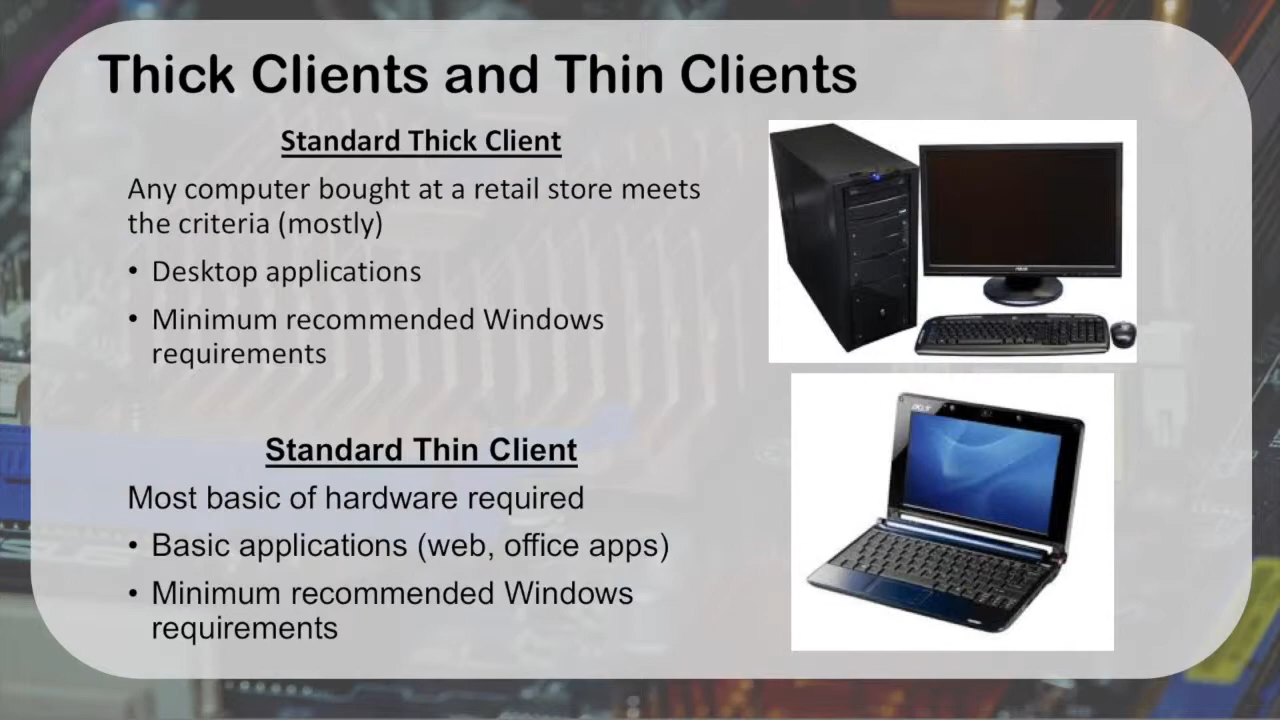 Thick Clients and Thin Clients
Standard Thick Client
Any computer bought at a retail store meets
the criteria (mostly)
• Desktop applications
• Minimum recommended Windows
requirements
Standard Thin Client
Most basic of hardware required
• Basic applications (web, office apps)
• Minimum recommended Windows
requirements
acer